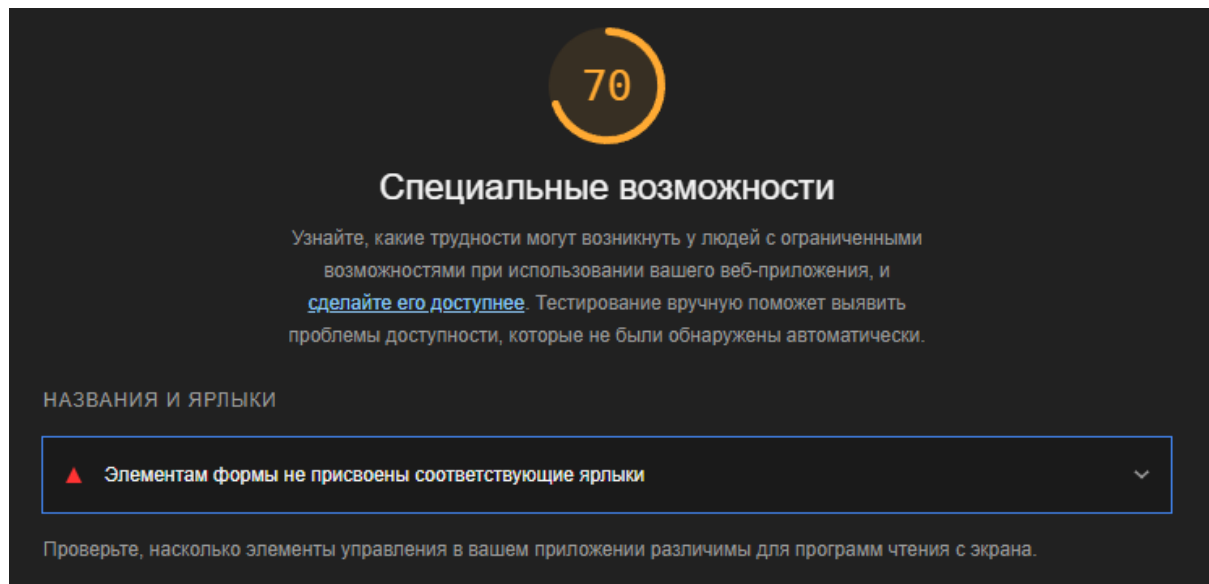 70
Специальные возможности
Узнайте, какие трудности могут возникнуть у людей с ограниченными
возможностями при использовании вашего веб-приложения, и
сделайте его доступнее. Тестирование вручную поможет выявить
проблемы доступности, которые не были обнаружены автоматически.
НАЗВАНИЯ И ЯРЛЫКИ
Элементам формы не присвоены соответствующие ярлыки
Проверьте, насколько элементы управления в вашем приложении различимы для программ чтения с экрана.